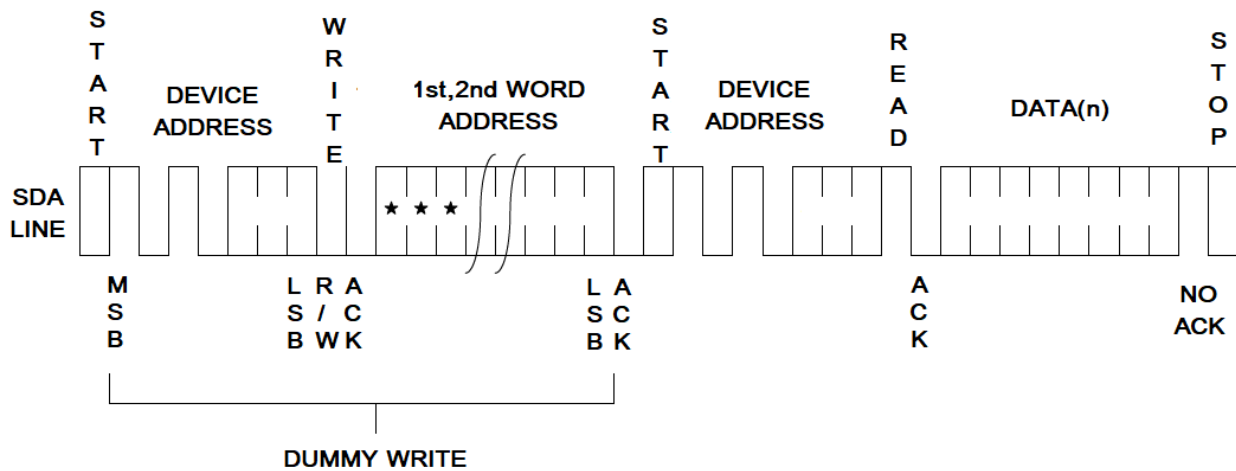 START
WRITE
START
READ
STOP
DEVICE
ADDRESS
1st,2nd WORD
ADDRESS
DEVICE
ADDRESS
DATA(n)
SDA
LINE
★ ★ ★
MSB
LSB
R/W
ACK
LSB
ACK
ACK
NO
ACK
DUMMY WRITE